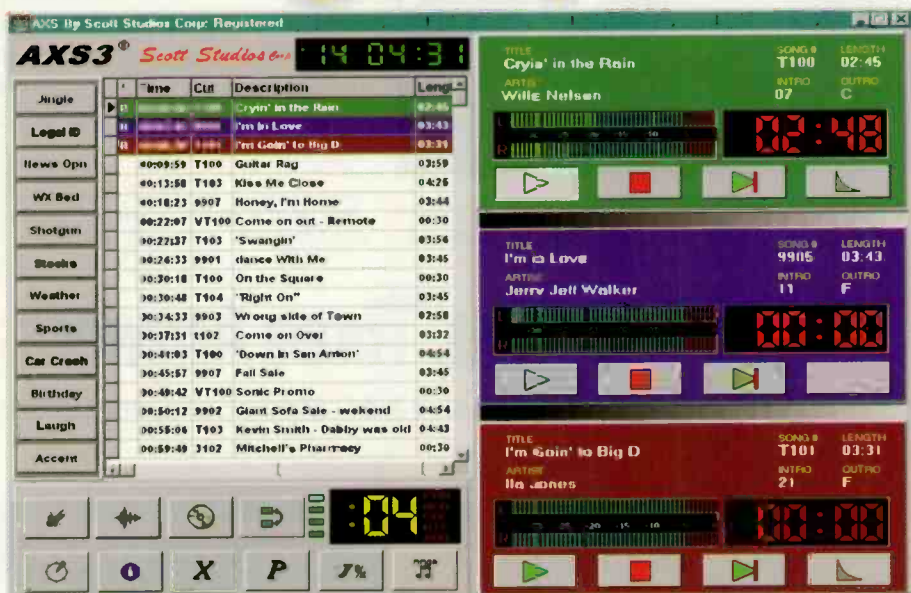 AXS By Scott Studios Corp: Registered
AXS3® Scott Studios
14 04:31
Time Cut Description Lengt
R Cryin' in the Rain 02:45
R I'm in Love 03:43
R I'm Goin' to Big D 03:31
00:09:59 T100 Guitar Rag 03:59
00:13:58 T103 Kiss Me Close 04:26
00:18:23 9907 Honey, I'm Home 03:44
00:22:07 VT100 Come on out - Remote 00:30
00:22:37 T103 'Swangin' 03:56
00:26:33 9901 dance With Me 03:45
00:30:18 T100 On the Square 00:30
00:30:48 T104 "Right On" 03:45
00:34:33 9903 Wrong side of Town 02:58
00:37:31 t102 Come on Over 03:32
00:41:03 T100 'Down in San Anton' 04:54
00:45:57 9907 Fall Sale 03:45
00:49:42 VT100 Sonic Promo 00:30
00:50:12 9902 Giant Sofa Sale - wekend 04:54
00:55:06 T103 Kevin Smith - Dabby was old 04:43
00:59:49 3102 Mitchell's Pharmacy 00:30
Jingle
Legal ID
News Opn
WX Bed
Shotgun
Stocks
Weather
Sports
Car Crash
Birthday
Laugh
Accent
:04
X
P
TITLE SONG # LENGTH
Cryin' in the Rain T100 02:45
ARTIST INTRO OUTRO
Willie Nelson 07 C
L
R
02:48
TITLE SONG # LENGTH
I'm in Love 9905 03:43
ARTIST INTRO OUTRO
Jerry Jeff Walker 11 F
L
R
00:00
TITLE SONG # LENGTH
I'm Goin' to Big D T101 03:31
ARTIST INTRO OUTRO
Jones 21 F
L
R
-20 -15 -10
00:00